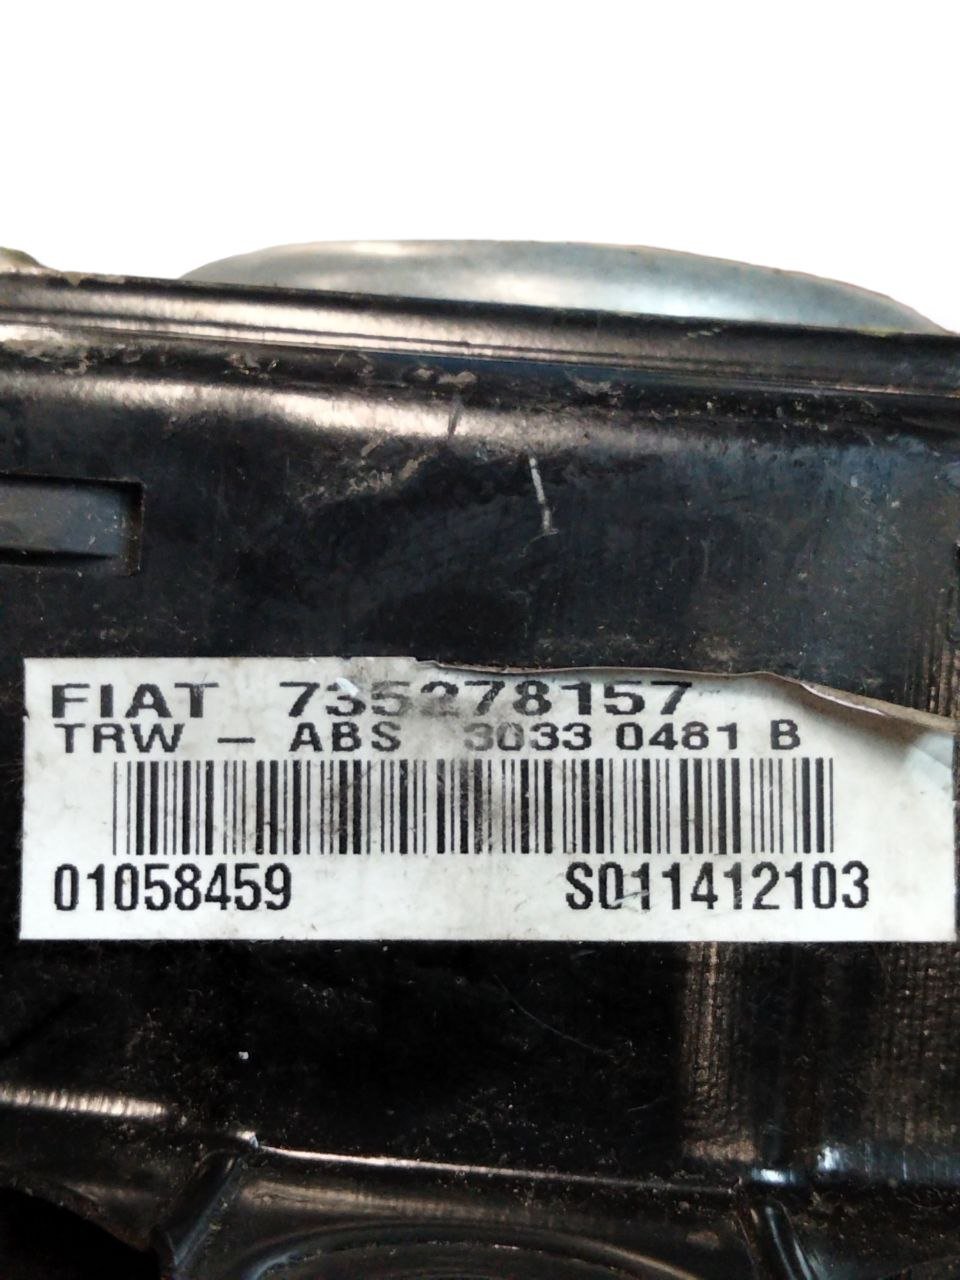 FIAT 735278157
TRW - ABS 3033 0481 B
01058459 S011412103